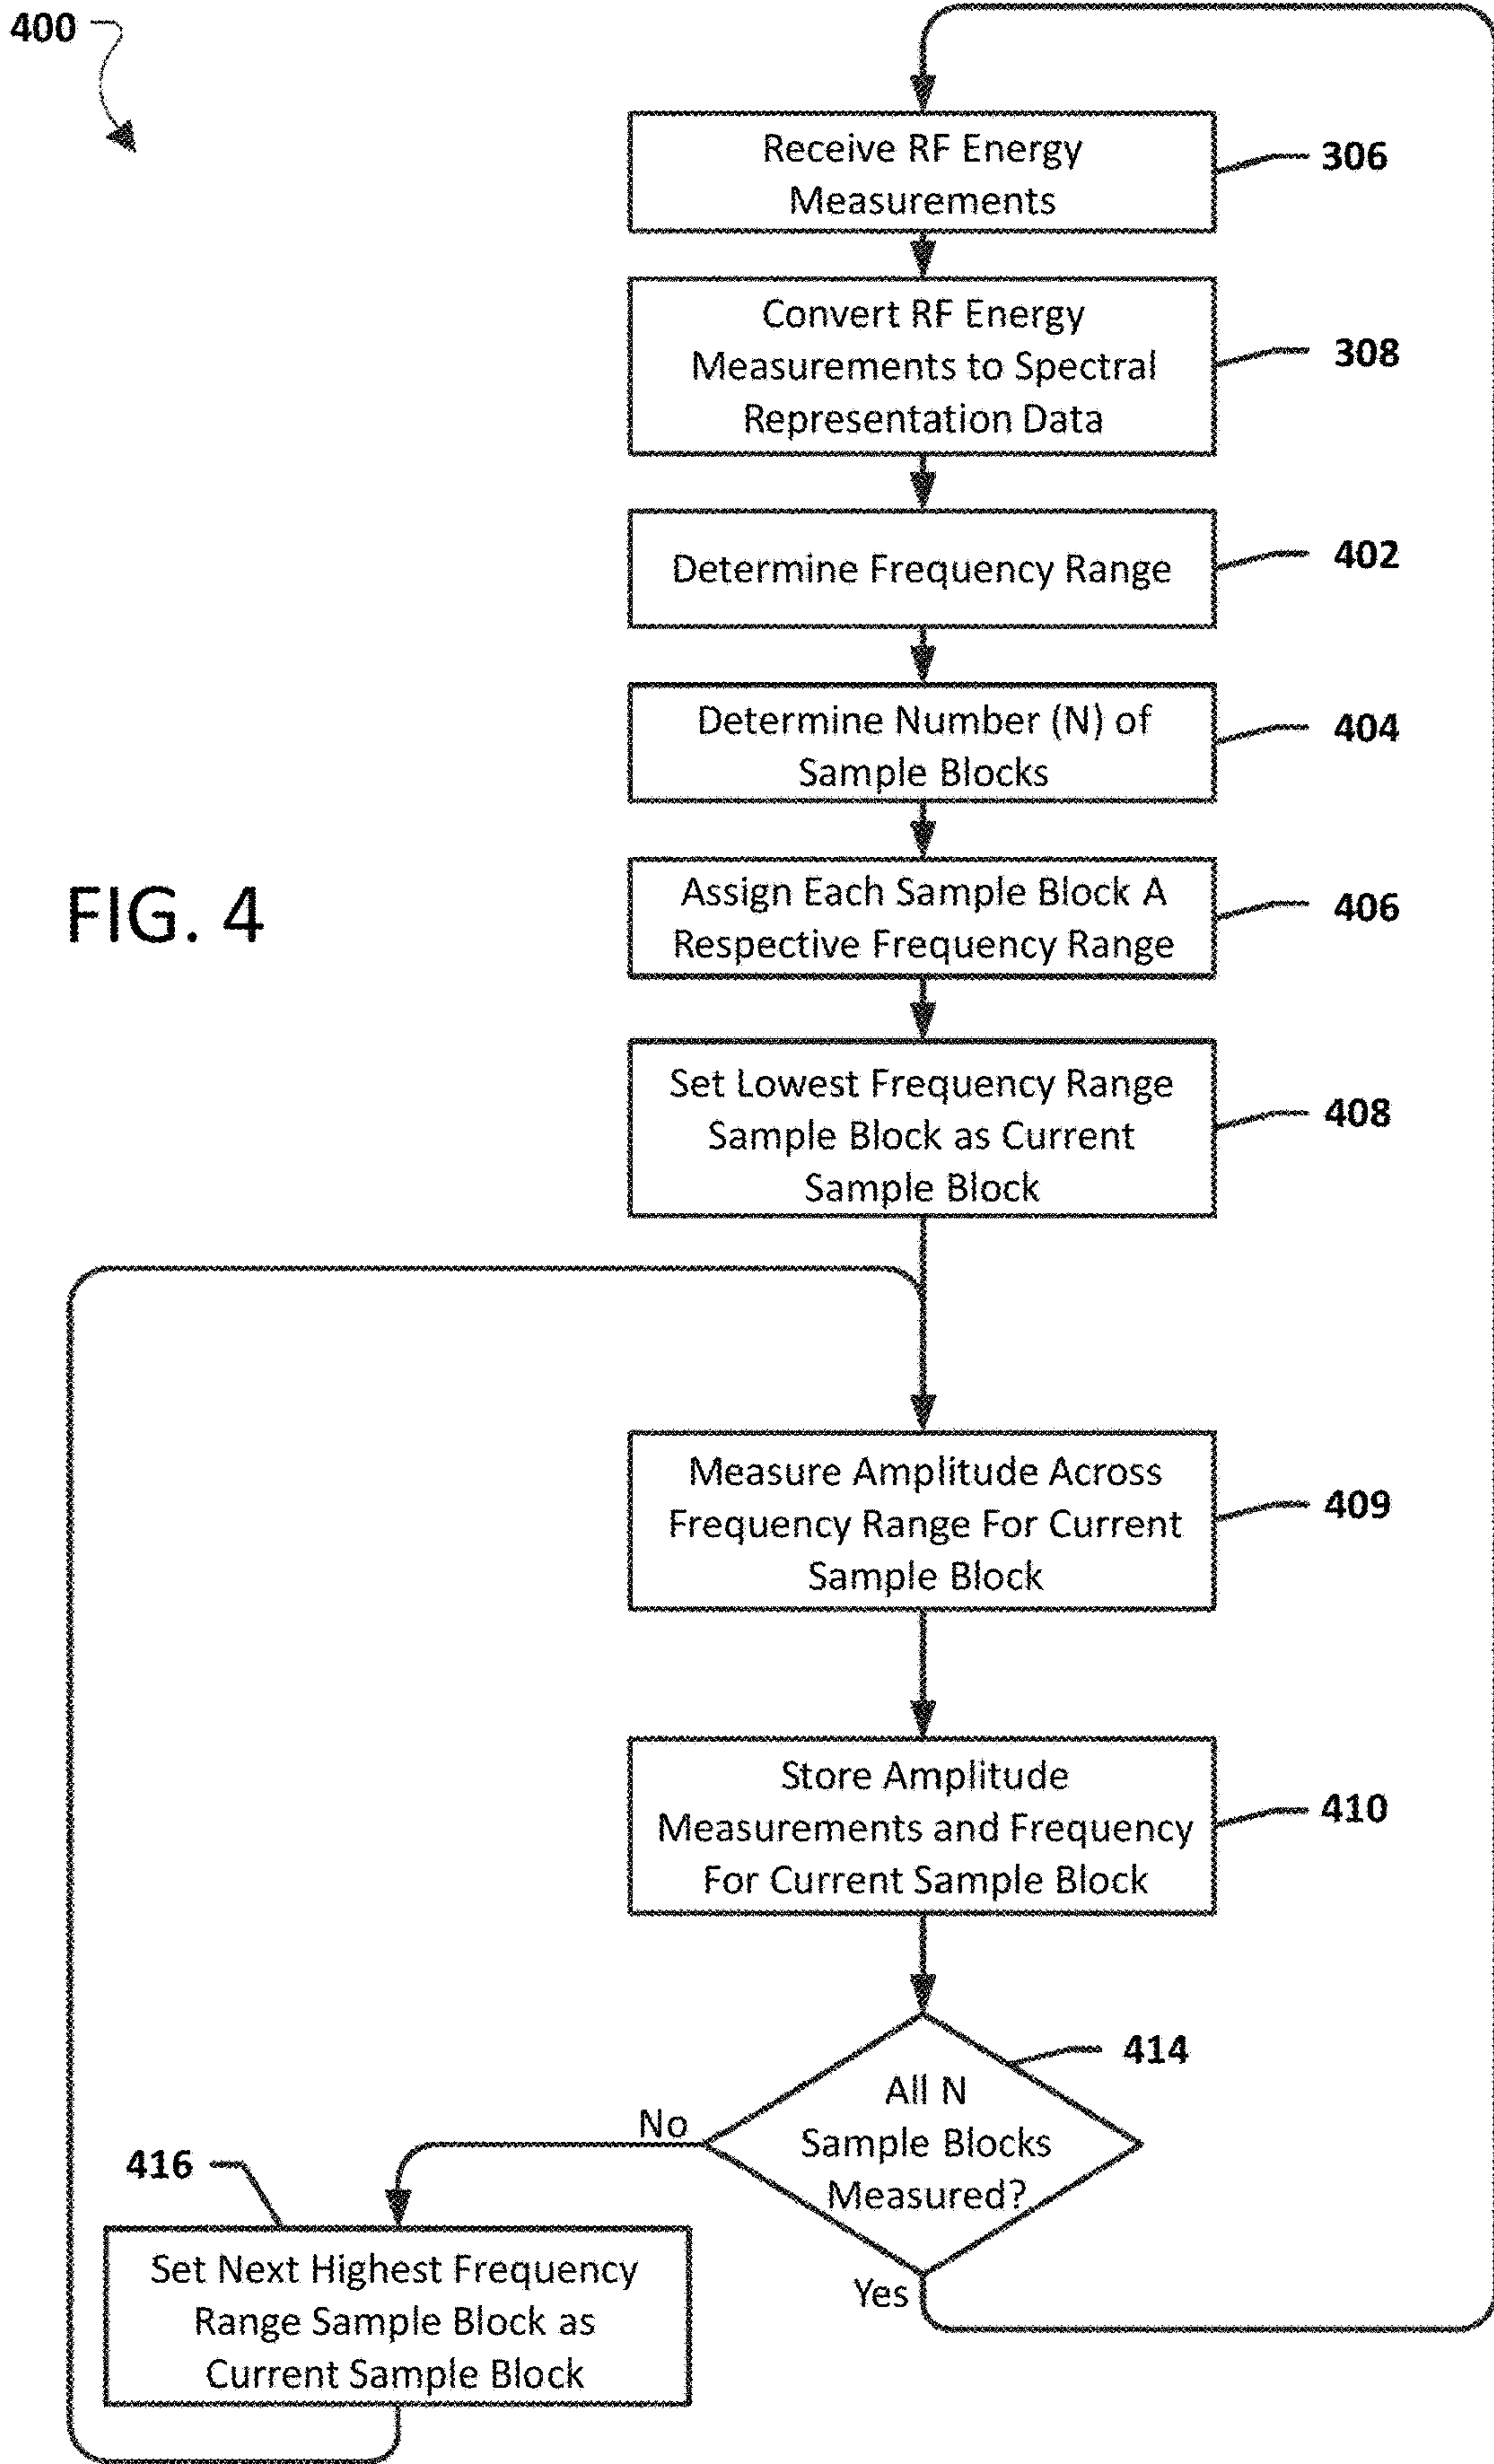 400
Receive RF Energy
Measurements
306
Convert RF Energy
Measurements to Spectral
Representation Data
308
Determine Frequency Range
402
Determine Number (N) of
Sample Blocks
404
FIG. 4
Assign Each Sample Block A
Respective Frequency Range
406
Set Lowest Frequency Range
Sample Block as Current
Sample Block
408
Measure Amplitude Across
Frequency Range For Current
Sample Block
409
Store Amplitude
Measurements and Frequency
For Current Sample Block
410
All N
Sample Blocks
Measured?
414
No
Yes
416
Set Next Highest Frequency
Range Sample Block as
Current Sample Block